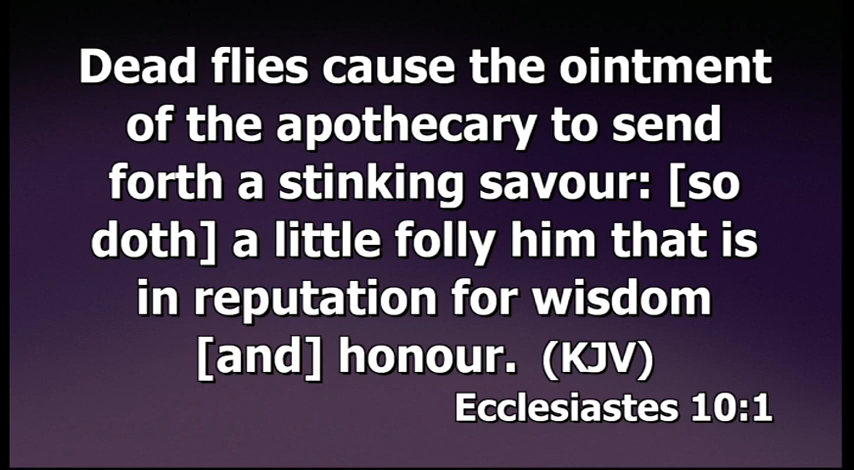 Dead flies cause the ointment
of the apothecary to send
forth a stinking savour: [so
doth] a little folly him that is
in reputation for wisdom
[and] honour. (KJV)
Ecclesiastes 10:1